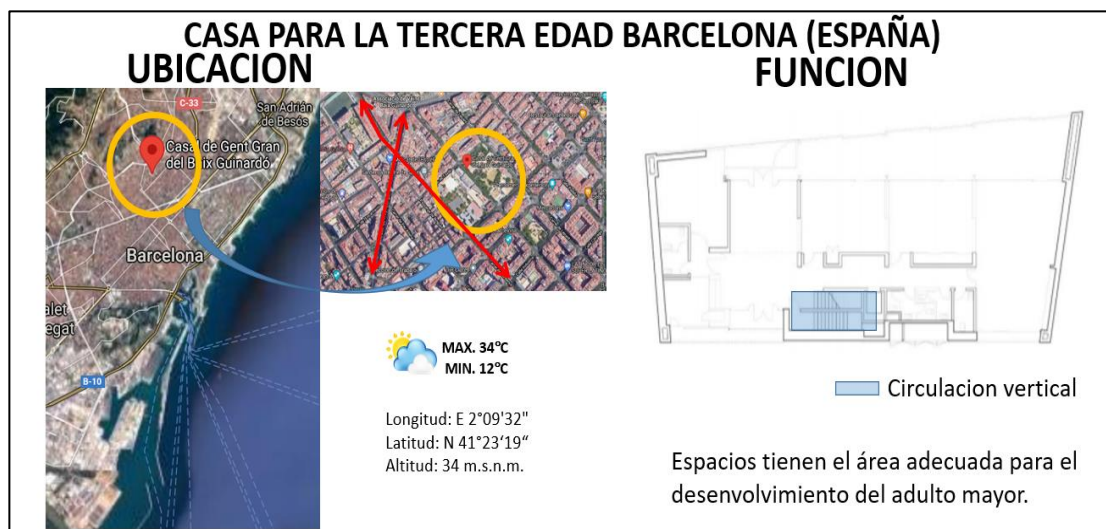 CASA PARA LA TERCERA EDAD BARCELONA (ESPAÑA)
UBICACION
FUNCION
C-33
San Adrián
de Besós
Casal de Gent Gran
del Baix Guinardó
Barcelona
alet
egat
B-10
MAX. 34°C
MIN. 12°C
Longitud: E 2°09'32"
Latitud: N 41°23‘19“
Altitud: 34 m.s.n.m.
Circulacion vertical
Espacios tienen el área adecuada para el
desenvolvimiento del adulto mayor.